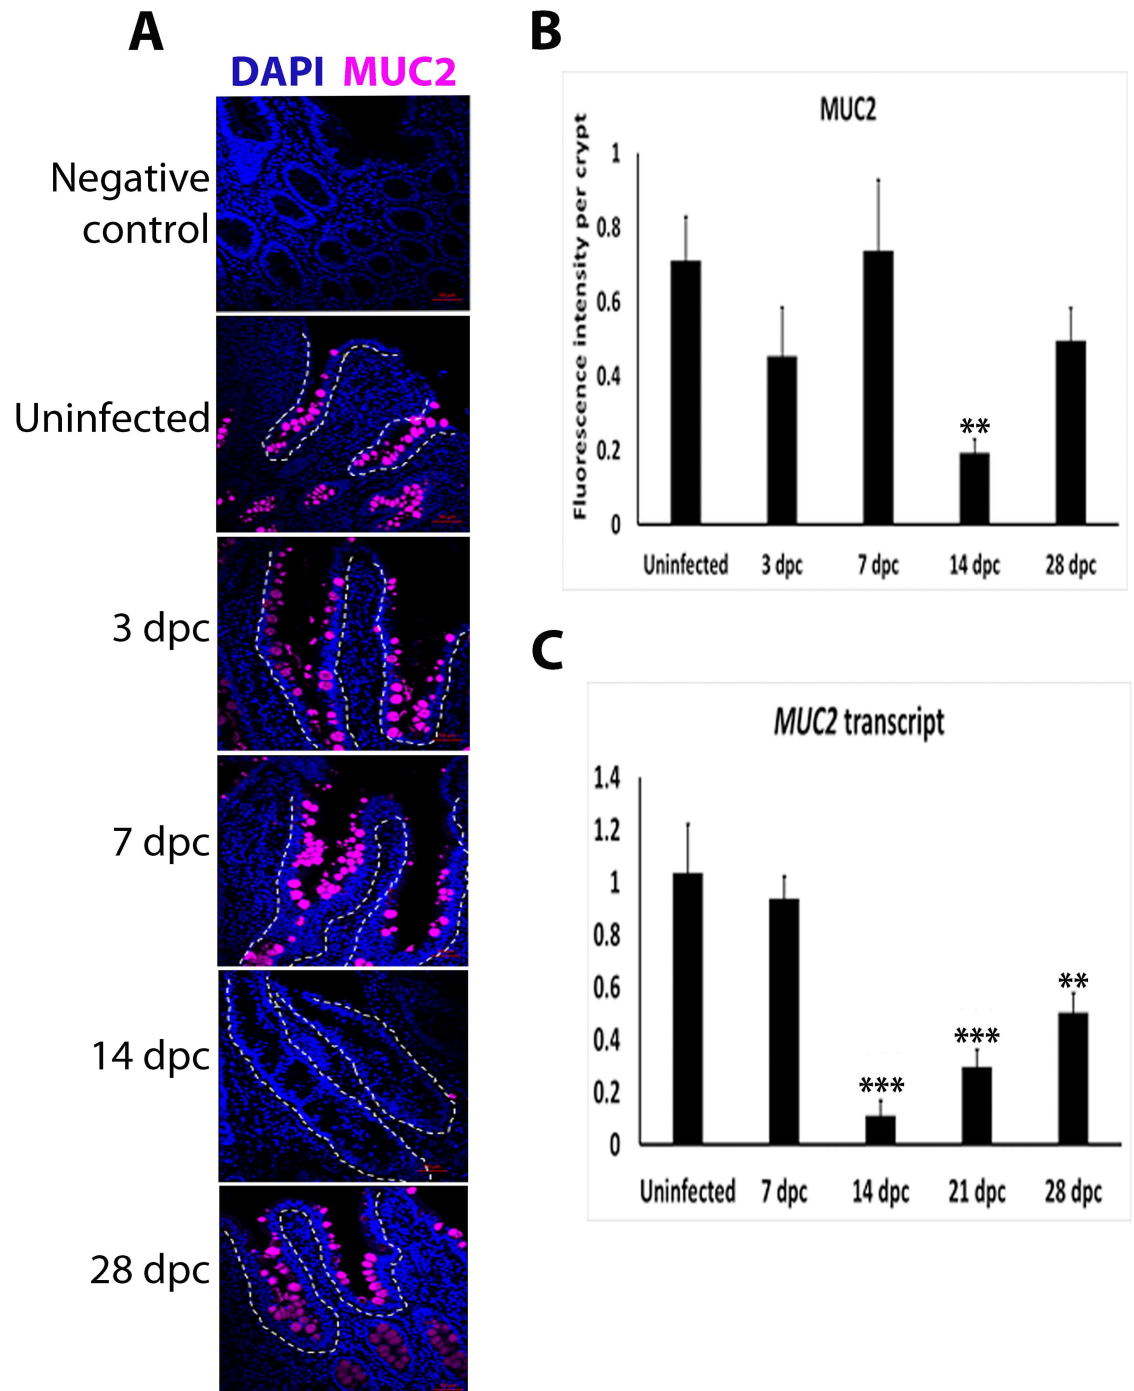 A
DAPI MUC2
Negative
control
Uninfected
3 dpc
7 dpc
14 dpc
28 dpc
B
MUC2
Fluorescence intensity per crypt
1
0.8
0.6
0.4
0.2
0
**
Uninfected 3 dpc 7 dpc 14 dpc 28 dpc
C
MUC2 transcript
1.4
1.2
1
0.8
0.6
0.4
0.2
0
***
***
**
Uninfected 7 dpc 14 dpc 21 dpc 28 dpc